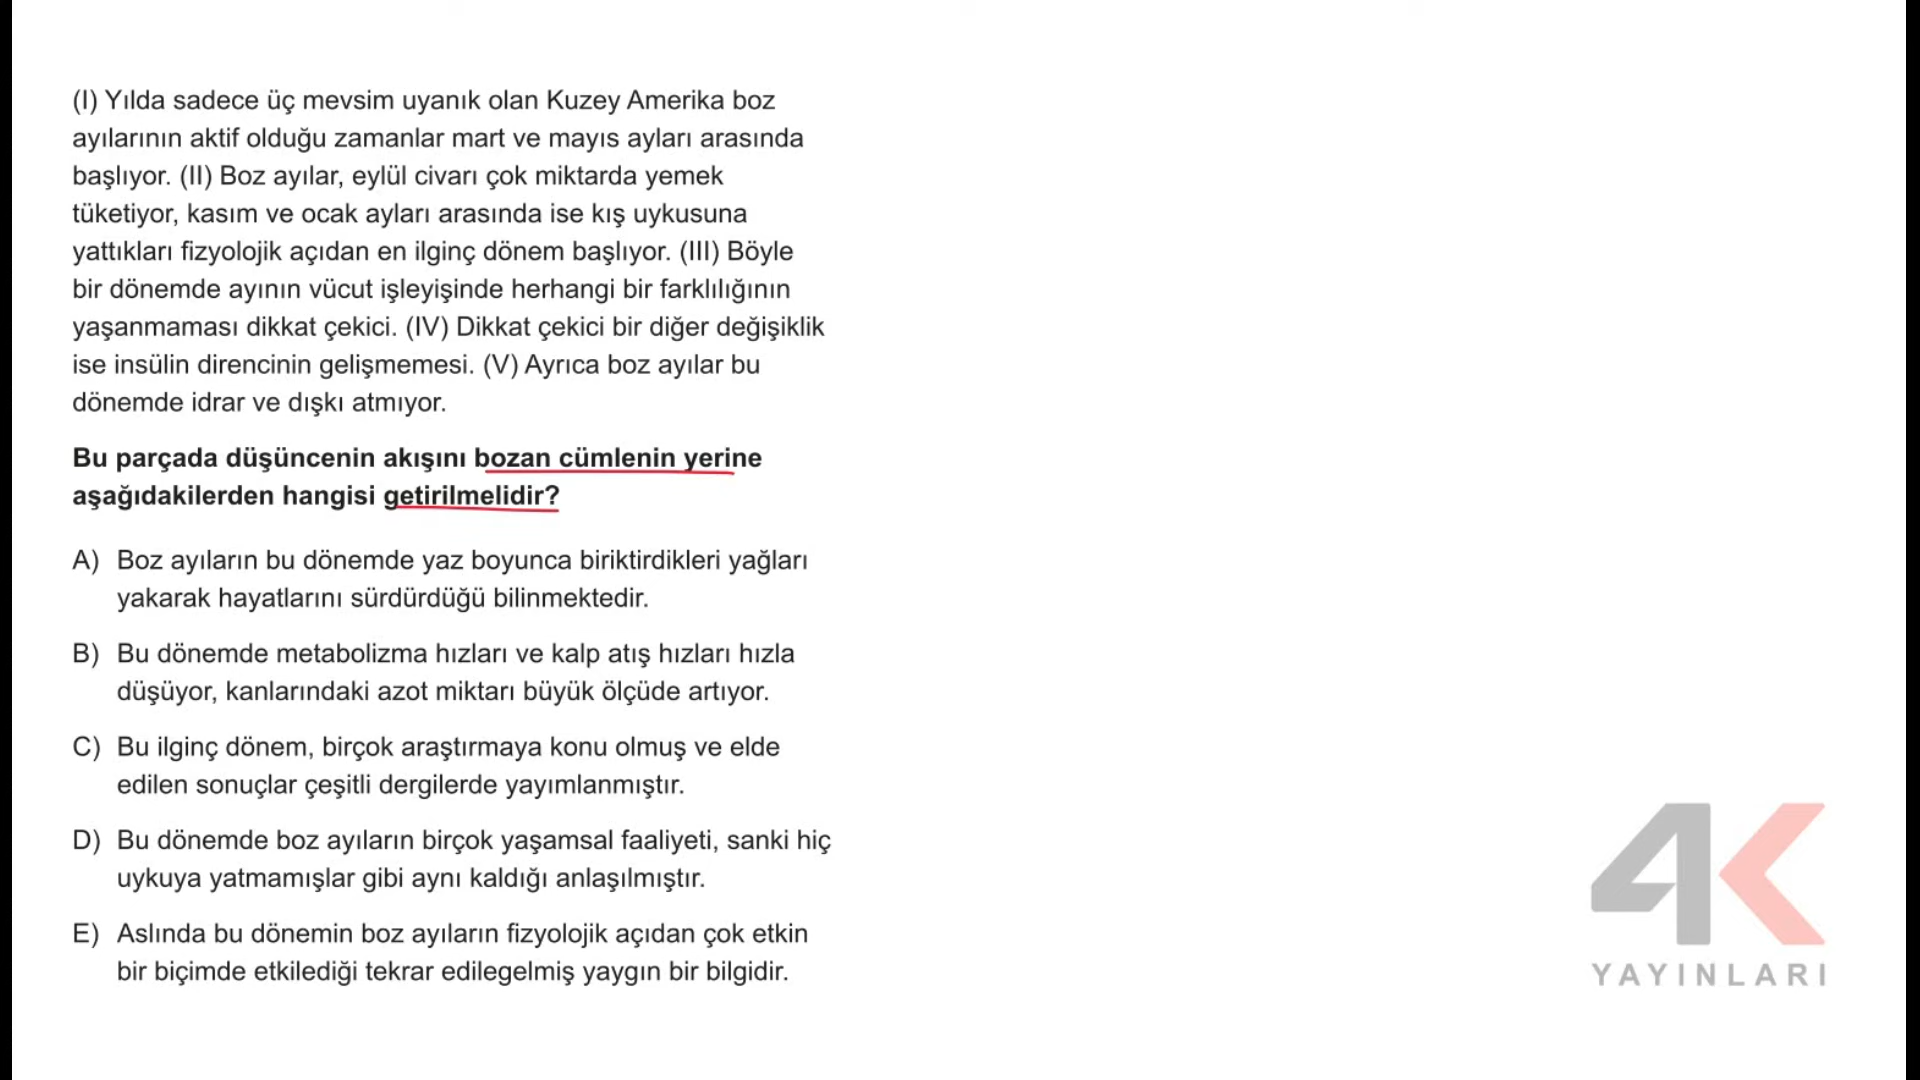 (I) Yılda sadece üç mevsim uyanık olan Kuzey Amerika boz
ayılarının aktif olduğu zamanlar mart ve mayıs ayları arasında
başlıyor. (II) Boz ayılar, eylül civarı çok miktarda yemek
tüketiyor, kasım ve ocak ayları arasında ise kış uykusuna
yattıkları fizyolojik açıdan en ilginç dönem başlıyor. (III) Böyle
bir dönemde ayının vücut işleyişinde herhangi bir farklılığının
yaşanmaması dikkat çekici. (IV) Dikkat çekici bir diğer değişiklik
ise insülin direncinin gelişmemesi. (V) Ayrıca boz ayılar bu
dönemde idrar ve dışkı atmıyor.
Bu parçada düşüncenin akışını bozan cümlenin yerine
aşağıdakilerden hangisi getirilmelidir?
A) Boz ayıların bu dönemde yaz boyunca biriktirdikleri yağları
yakarak hayatlarını sürdürdüğü bilinmektedir.
B) Bu dönemde metabolizma hızları ve kalp atış hızları hızla
düşüyor, kanlarındaki azot miktarı büyük ölçüde artıyor.
C) Bu ilginç dönem, birçok araştırmaya konu olmuş ve elde
edilen sonuçlar çeşitli dergilerde yayımlanmıştır.
D) Bu dönemde boz ayıların birçok yaşamsal faaliyeti, sanki hiç
uykuya yatmamışlar gibi aynı kaldığı anlaşılmıştır.
E) Aslında bu dönemin boz ayıların fizyolojik açıdan çok etkin
bir biçimde etkilediği tekrar edilegelmiş yaygın bir bilgidir.
4K
YAYINLARI